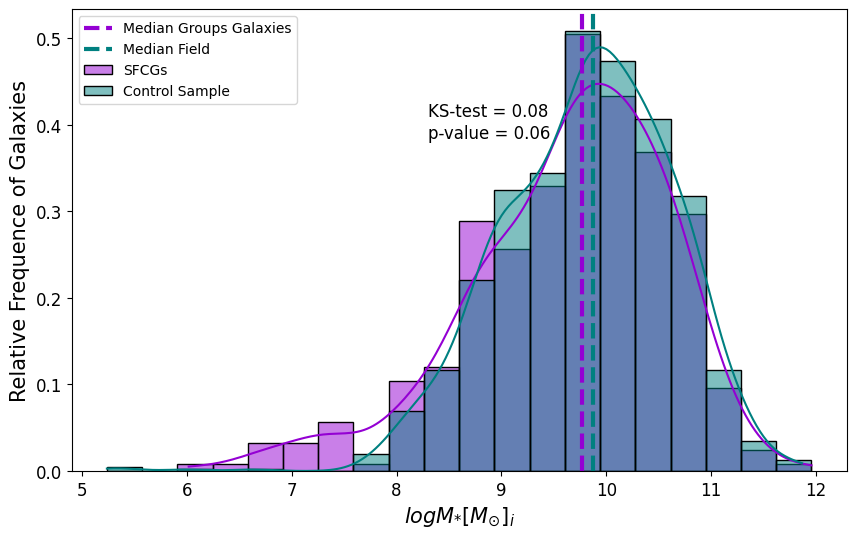 Median Groups Galaxies
Median Field
SFCGs
Control Sample
KS-test = 0.08
p-value = 0.06
Relative Frequence of Galaxies
0.5
0.4
0.3
0.2
0.1
0.0
5 6 7 8 9 10 11 12
logM*[M⊙]i